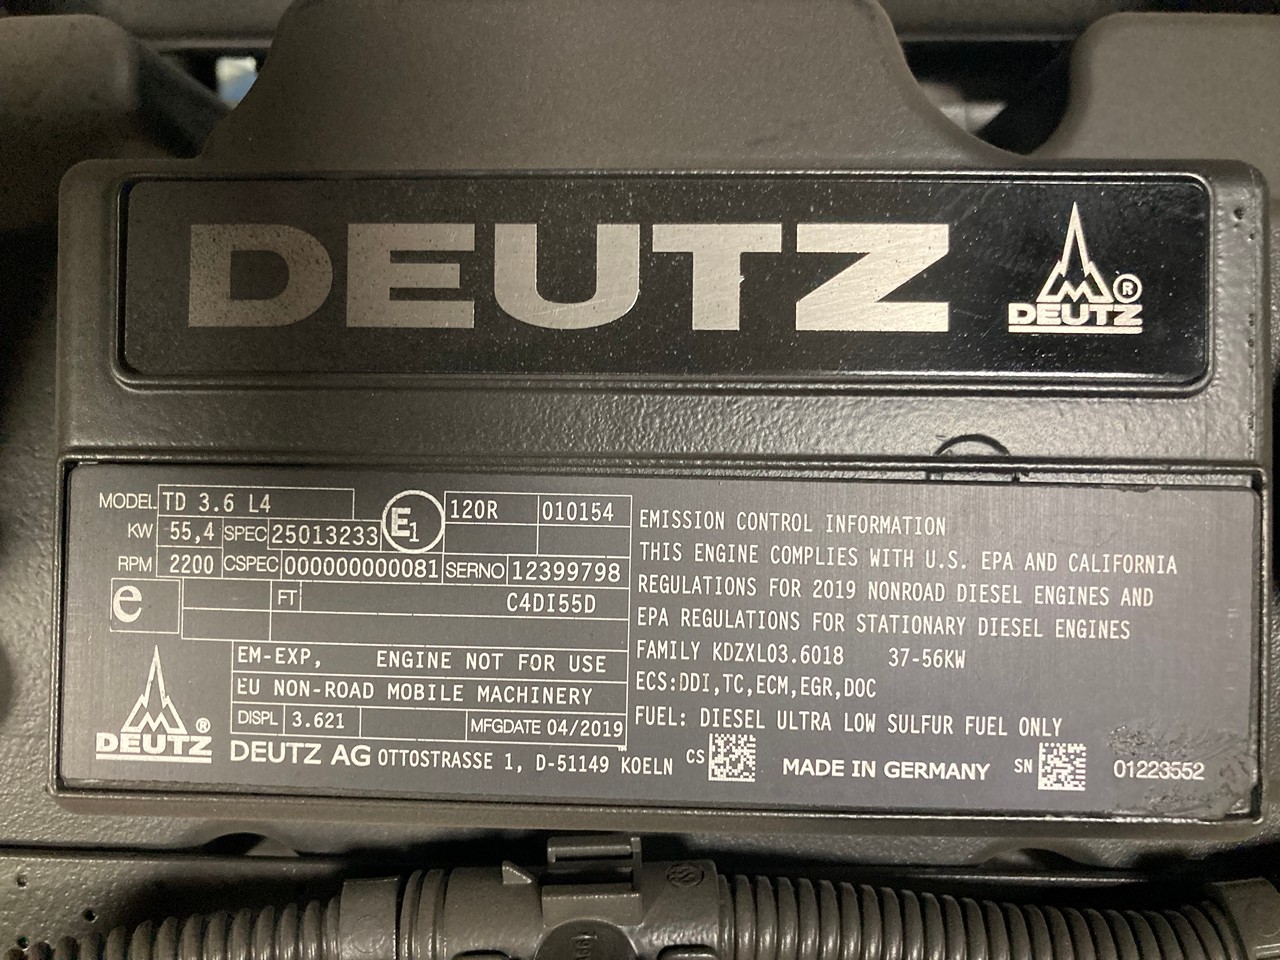 DEUTZ
DEUTZ ®
MODEL TD 3.6 L4
KW 55,4 SPEC 25013233
RPM 2200 CSPEC 000000000081 SERNO 12399798
E1 120R 010154
e FT C4DI55D
EM-EXP, ENGINE NOT FOR USE
EU NON-ROAD MOBILE MACHINERY
DISPL 3.621 MFGDATE 04/2019
DEUTZ ®
DEUTZ AG OTTOSTRASSE 1, D-51149 KOELN
EMISSION CONTROL INFORMATION
THIS ENGINE COMPLIES WITH U.S. EPA AND CALIFORNIA
REGULATIONS FOR 2019 NONROAD DIESEL ENGINES AND
EPA REGULATIONS FOR STATIONARY DIESEL ENGINES
FAMILY KDZXL03.6018 37-56KW
ECS:DDI,TC,ECM,EGR,DOC
FUEL: DIESEL ULTRA LOW SULFUR FUEL ONLY
CS MADE IN GERMANY SN 01223552